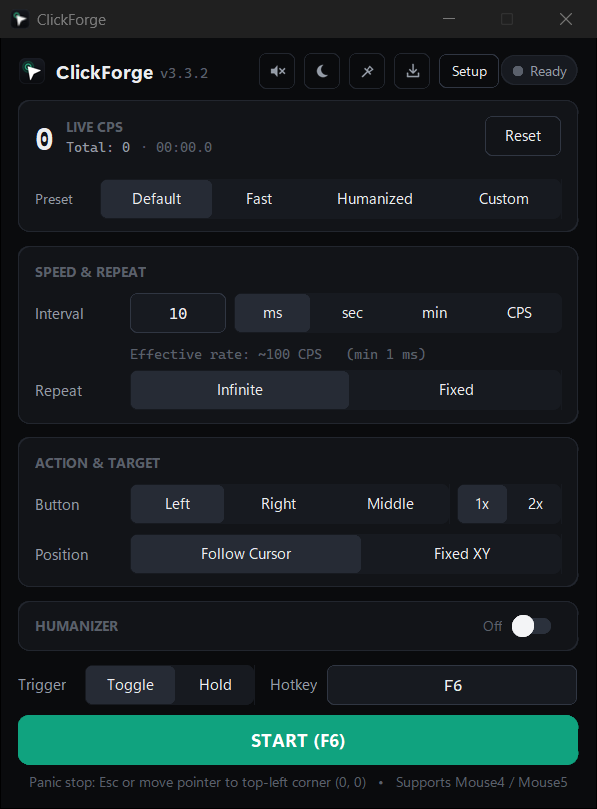 ClickForge
ClickForge v3.3.2 Setup Ready
0 LIVE CPS
Total: 0 · 00:00.0
Reset
Preset Default Fast Humanized Custom
SPEED & REPEAT
Interval 10 ms sec min CPS
Effective rate: ~100 CPS (min 1 ms)
Repeat Infinite Fixed
ACTION & TARGET
Button Left Right Middle 1x 2x
Position Follow Cursor Fixed XY
HUMANIZER Off
Trigger Toggle Hold Hotkey F6
START (F6)
Panic stop: Esc or move pointer to top-left corner (0, 0) • Supports Mouse4 / Mouse5